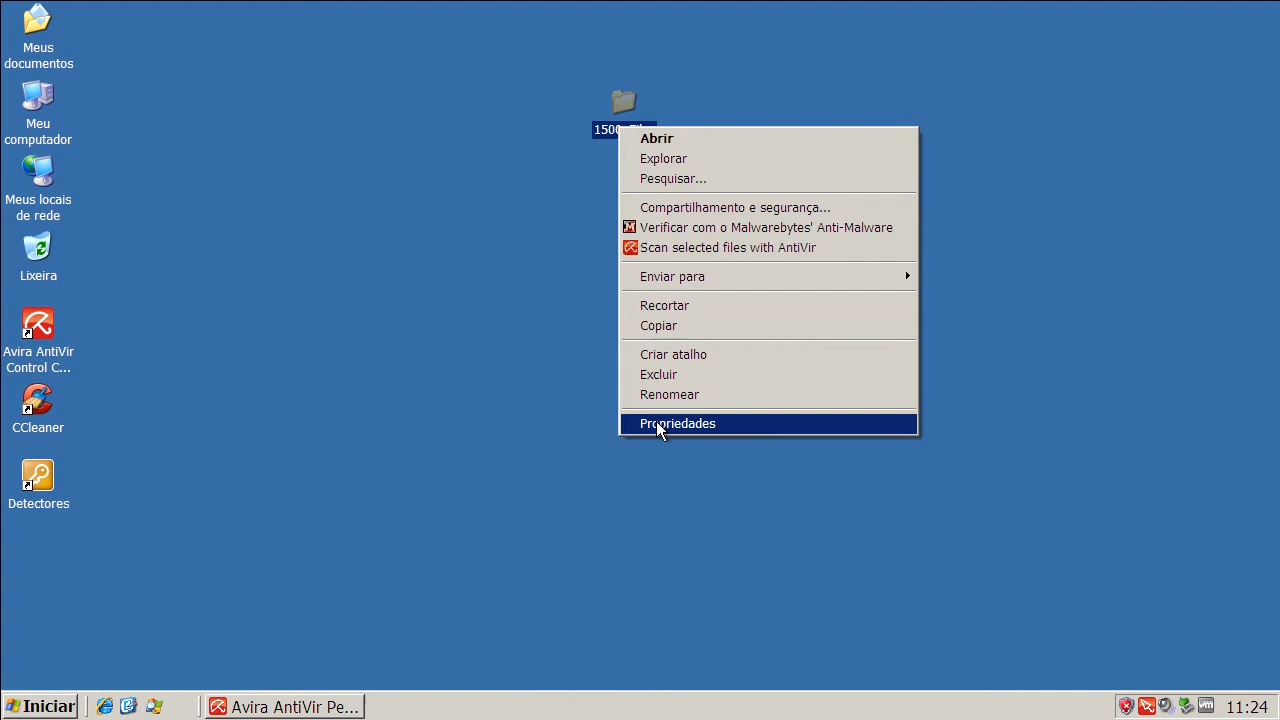 Meus
documentos
Meu
computador
Meus locais
de rede
Lixeira
Avira AntiVir
Control C...
CCleaner
Detectores
Abrir
Explorar
Pesquisar...
Compartilhamento e segurança...
Verificar com o Malwarebytes' Anti-Malware
Scan selected files with AntiVir
Enviar para
Recortar
Copiar
Criar atalho
Excluir
Renomear
Propriedades
Iniciar
Avira AntiVir Pe...
11:24